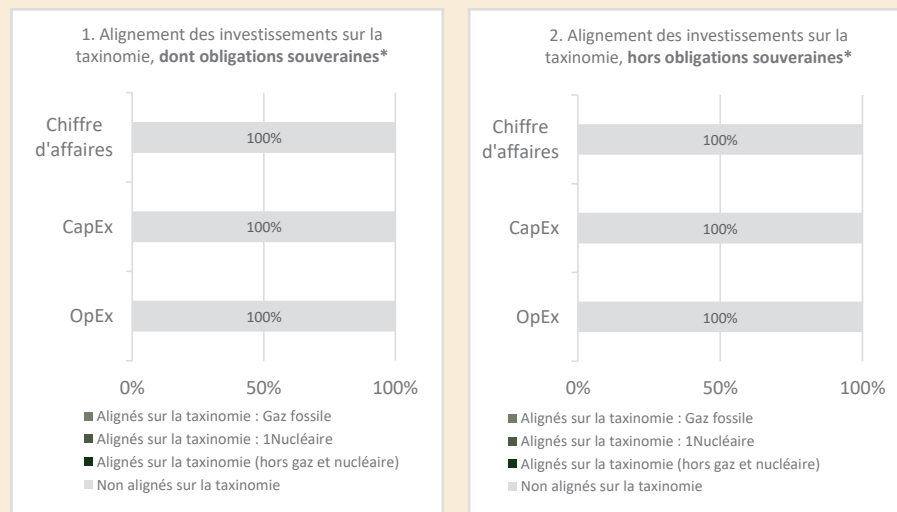 1. Alignement des investissements sur la
taxinomie, dont obligations souveraines*
Chiffre
d'affaires
100%
CapEx
100%
OpEx
100%
0%
50%
100%
Alignés sur la taxinomie : Gaz fossile
Alignés sur la taxinomie : 1Nucléaire
Alignés sur la taxinomie (hors gaz et nucléaire)
Non alignés sur la taxinomie
2. Alignement des investissements sur la
taxinomie, hors obligations souveraines*
Chiffre
d'affaires
100%
CapEx
100%
OpEx
100%
0%
50%
100%
Alignés sur la taxinomie : Gaz fossile
Alignés sur la taxinomie : 1Nucléaire
Alignés sur la taxinomie (hors gaz et nucléaire)
Non alignés sur la taxinomie